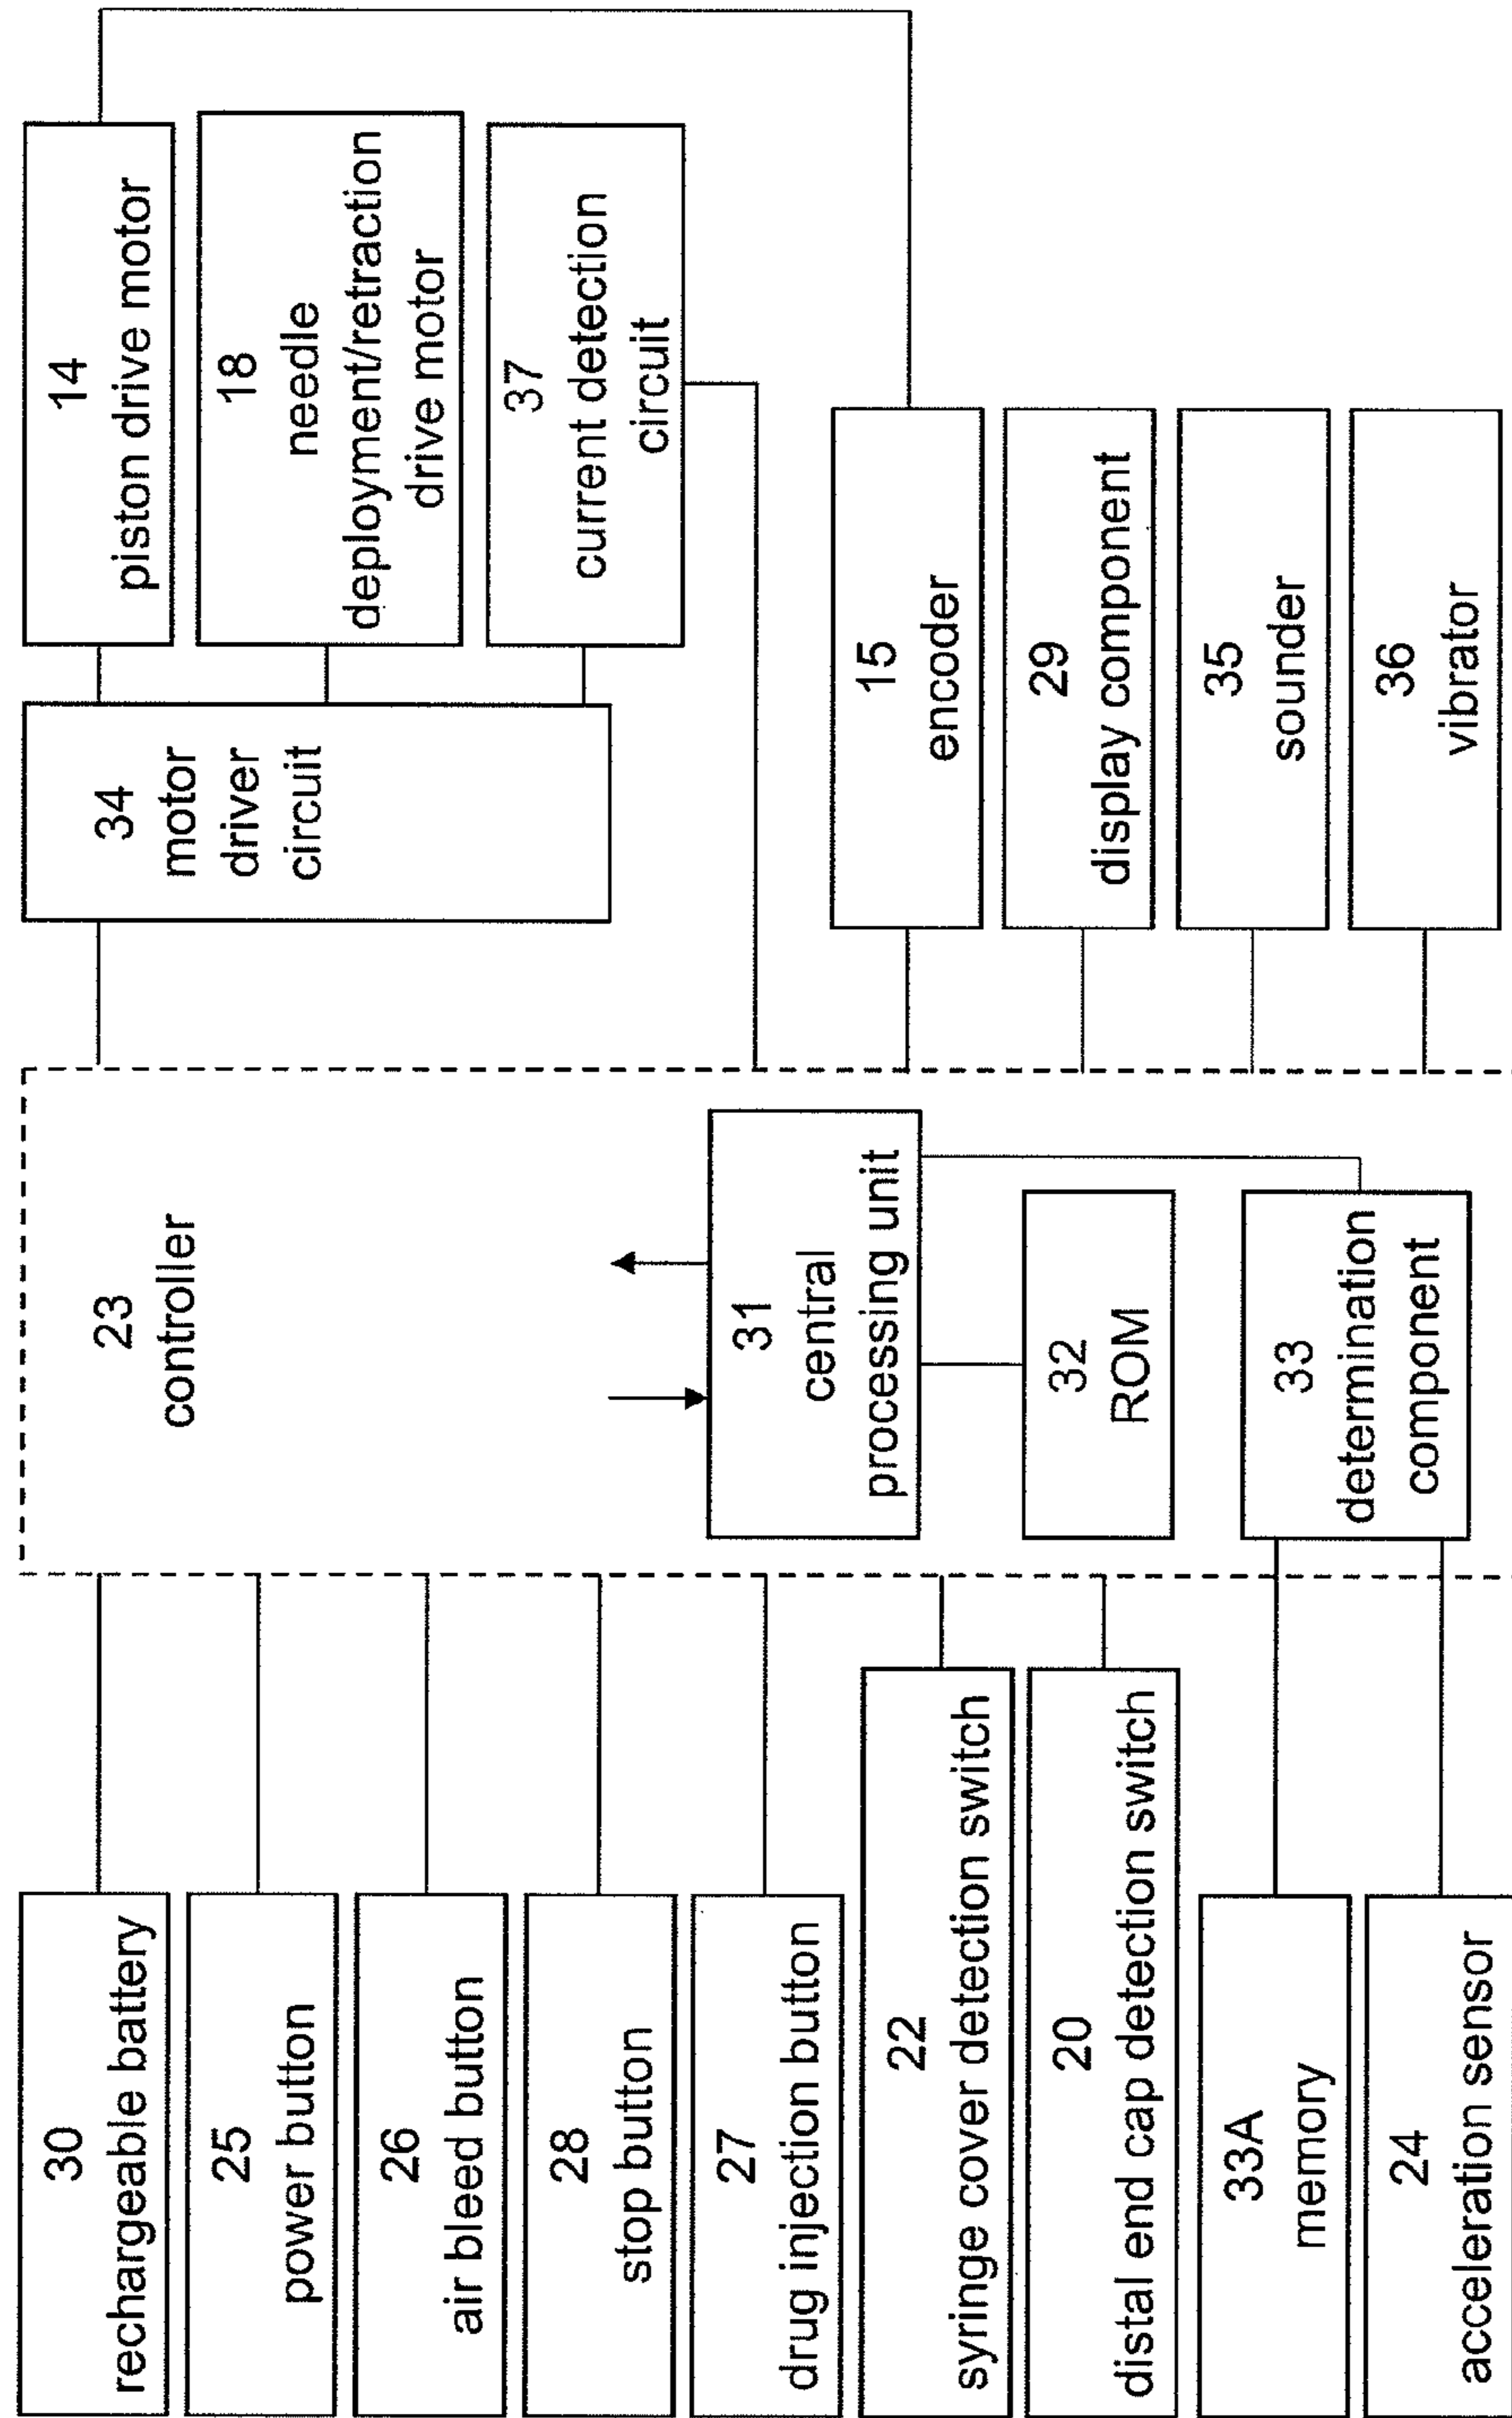 30
rechargeable battery
25
power button
26
air bleed button
28
stop button
27
drug injection button
22
syringe cover detection switch
20
distal end cap detection switch
33A
memory
24
acceleration sensor
23
controller
31
central
processing unit
32
ROM
33
determination
component
34
motor
driver
circuit
14
piston drive motor
18
needle
deployment/retraction
drive motor
37
current detection
circuit
15
encoder
29
display component
35
sounder
36
vibrator